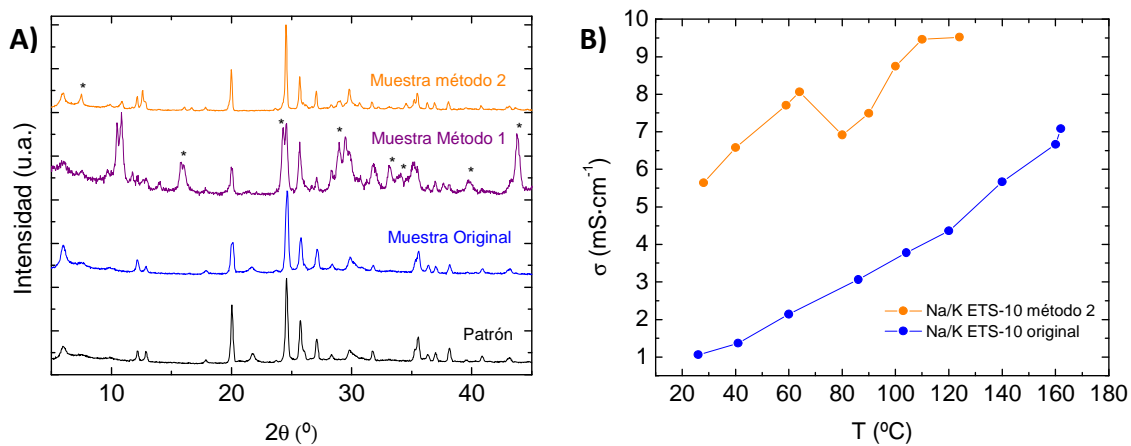 A)
Intensidad (u.a.)
*
Muestra método 2
Muestra Método 1
*
*
*
*
*
*
*
Muestra Original
Patrón
10
20
30
40
2θ (º)
B)
σ (mS·cm-1)
10
9
8
7
6
5
4
3
2
1
Na/K ETS-10 método 2
Na/K ETS-10 original
20 40 60 80 100 120 140 160 180
T (ºC)